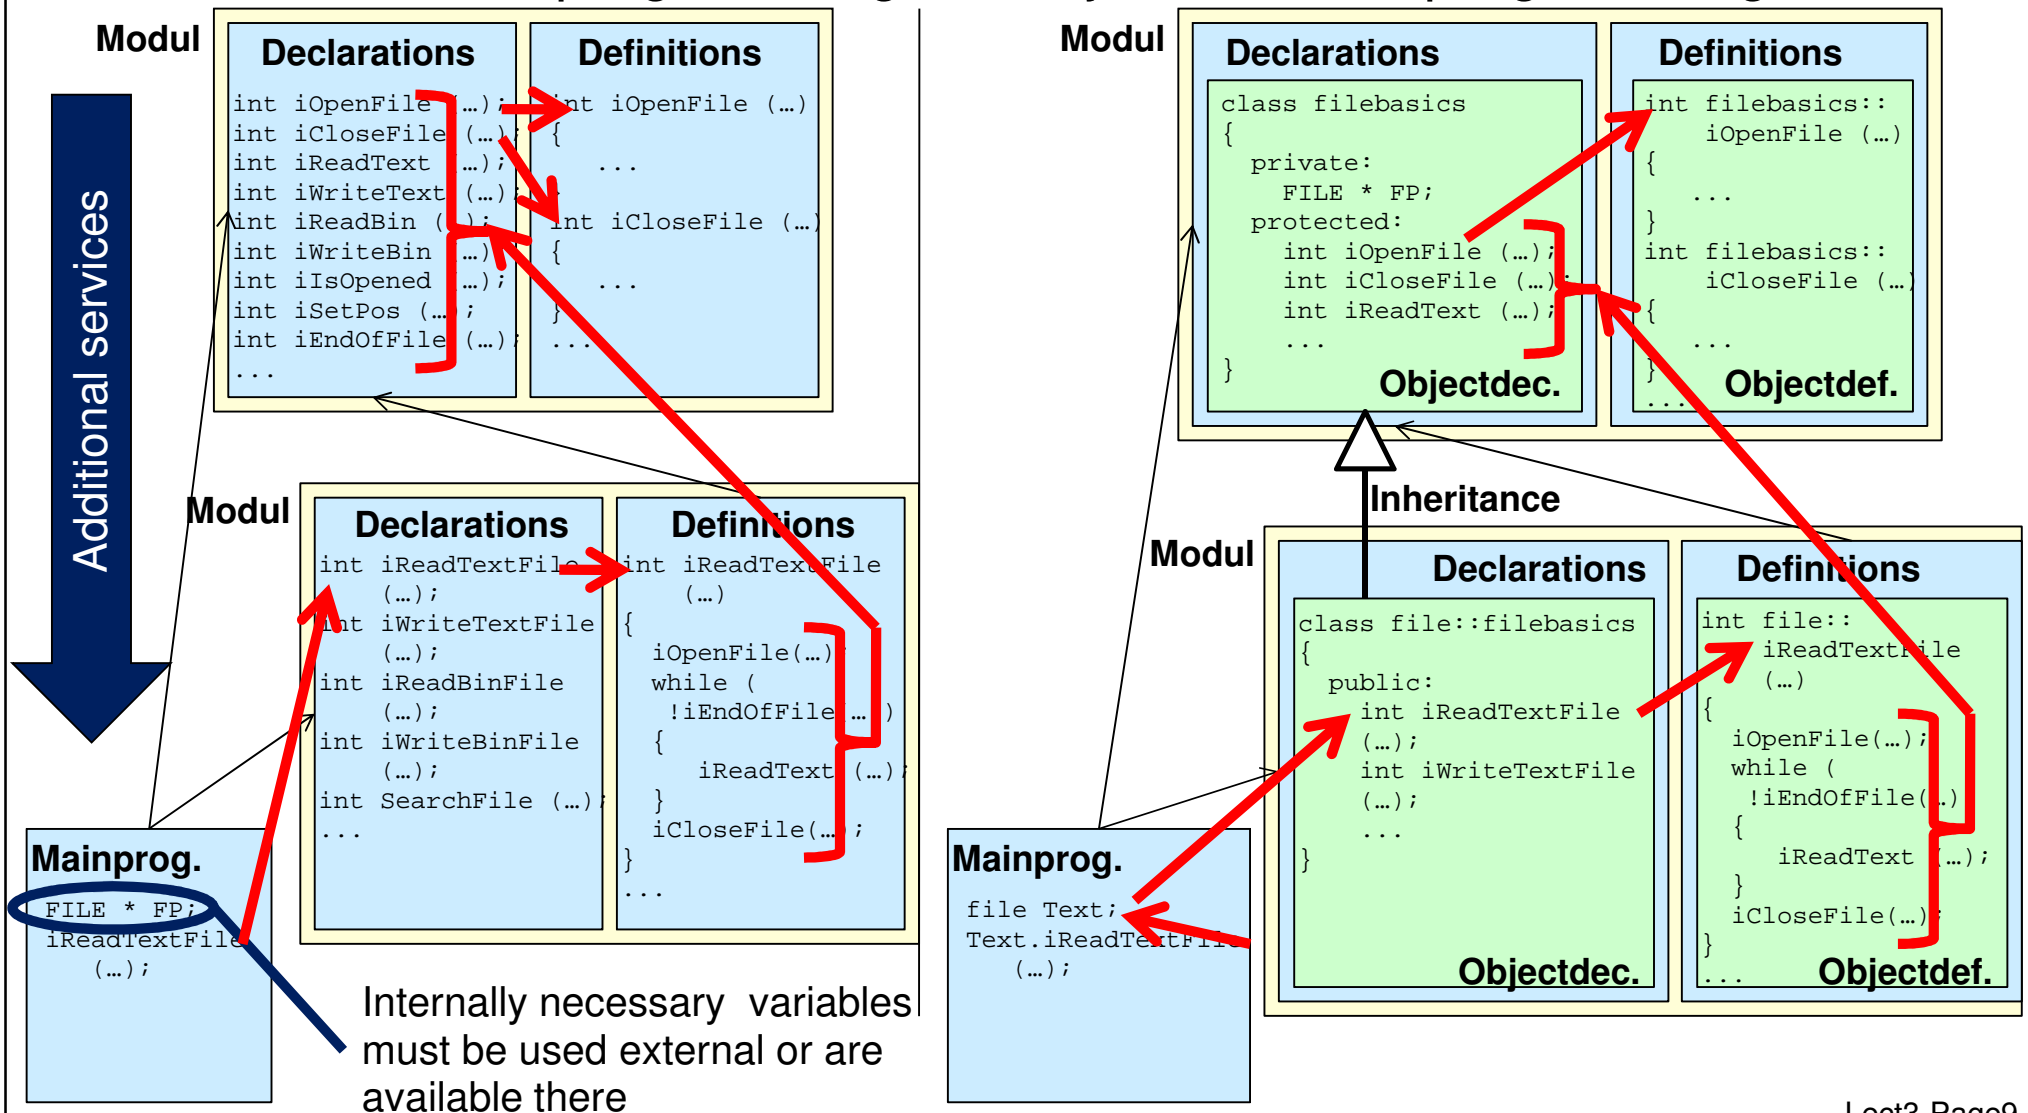 Modul
Declarations
int iOpenFile (…);
int iCloseFile (…);
int iReadText (…);
int iWriteText (…);
int iReadBin (…);
int iWriteBin (…)
int iIsOpened (…);
int iSetPos (…);
int iEndOfFile (…);
...
Definitions
int iOpenFile (…)
{
...
}
int iCloseFile (…)
{
...
}
...
Additional services
Modul
Declarations
int iReadTextFile
(…);
int iWriteTextFile
(…);
int iReadBinFile
(…);
int iWriteBinFile
(…);
int SearchFile (…);
...
Definitions
int iReadTextFile
(…)
{
iOpenFile(…);
while (
!iEndOfFile(…)
{
iReadText (…);
}
iCloseFile(…);
}
...
Mainprog.
FILE * FP;
iReadTextFile
(…);
Internally necessary variables
must be used external or are
available there
Modul
Declarations
class filebasics
{
private:
FILE * FP;
protected:
int iOpenFile (…);
int iCloseFile (…);
int iReadText (…);
...
}
Objectdec.
Definitions
int filebasics::
iOpenFile (…)
{
...
}
int filebasics::
iCloseFile (…)
{
...
}
...
Objectdef.
Inheritance
Modul
Declarations
class file::filebasics
{
public:
int iReadTextFile
(…);
int iWriteTextFile
(…);
...
}
Objectdec.
Definitions
int file::
iReadTextFile
(…)
{
iOpenFile(…);
while (
!iEndOfFile(…)
{
iReadText (…);
}
iCloseFile(…);
}
...
Objectdef.
Mainprog.
file Text;
Text.iReadTextFile
(…);